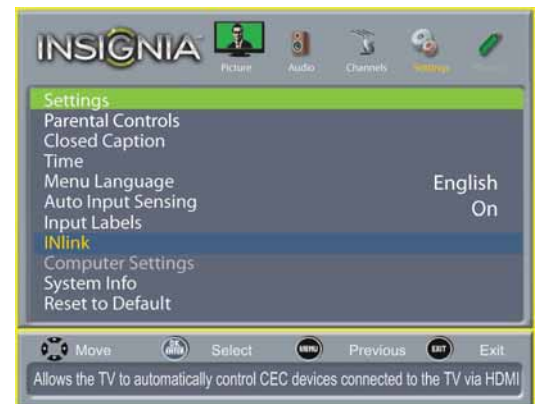 INSIGNIA
Picture Audio Channels Settings
Settings
Parental Controls
Closed Caption
Time
Menu Language English
Auto Input Sensing On
Input Labels
INlink
Computer Settings
System Info
Reset to Default
Move OK ENTER Select MENU Previous EXIT Exit
Allows the TV to automatically control CEC devices connected to the TV via HDMI